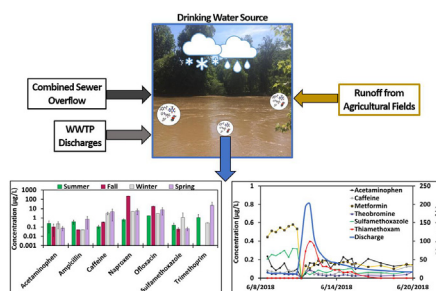 Drinking Water Source
Combined Sewer
Overflow
WWTP
Discharges
Runoff from
Agricultural Fields
Summer Fall Winter Spring
Concentration (µg/L)
1000
100
10
1
0.1
0.01
0.001
Acetaminophen
Ampicillin
Caffeine
Naproxen
Ofloxacin
Sulfamethoxazole
Trimethoprim
Concentration (µg/L)
1
0.8
0.6
0.4
0.2
0
250
200
150
100
50
0
Acetaminophen
Caffeine
Metformin
Theobromine
Sulfamethoxazole
Thiamethoxam
Discharge
6/8/2018
6/14/2018
6/20/2018